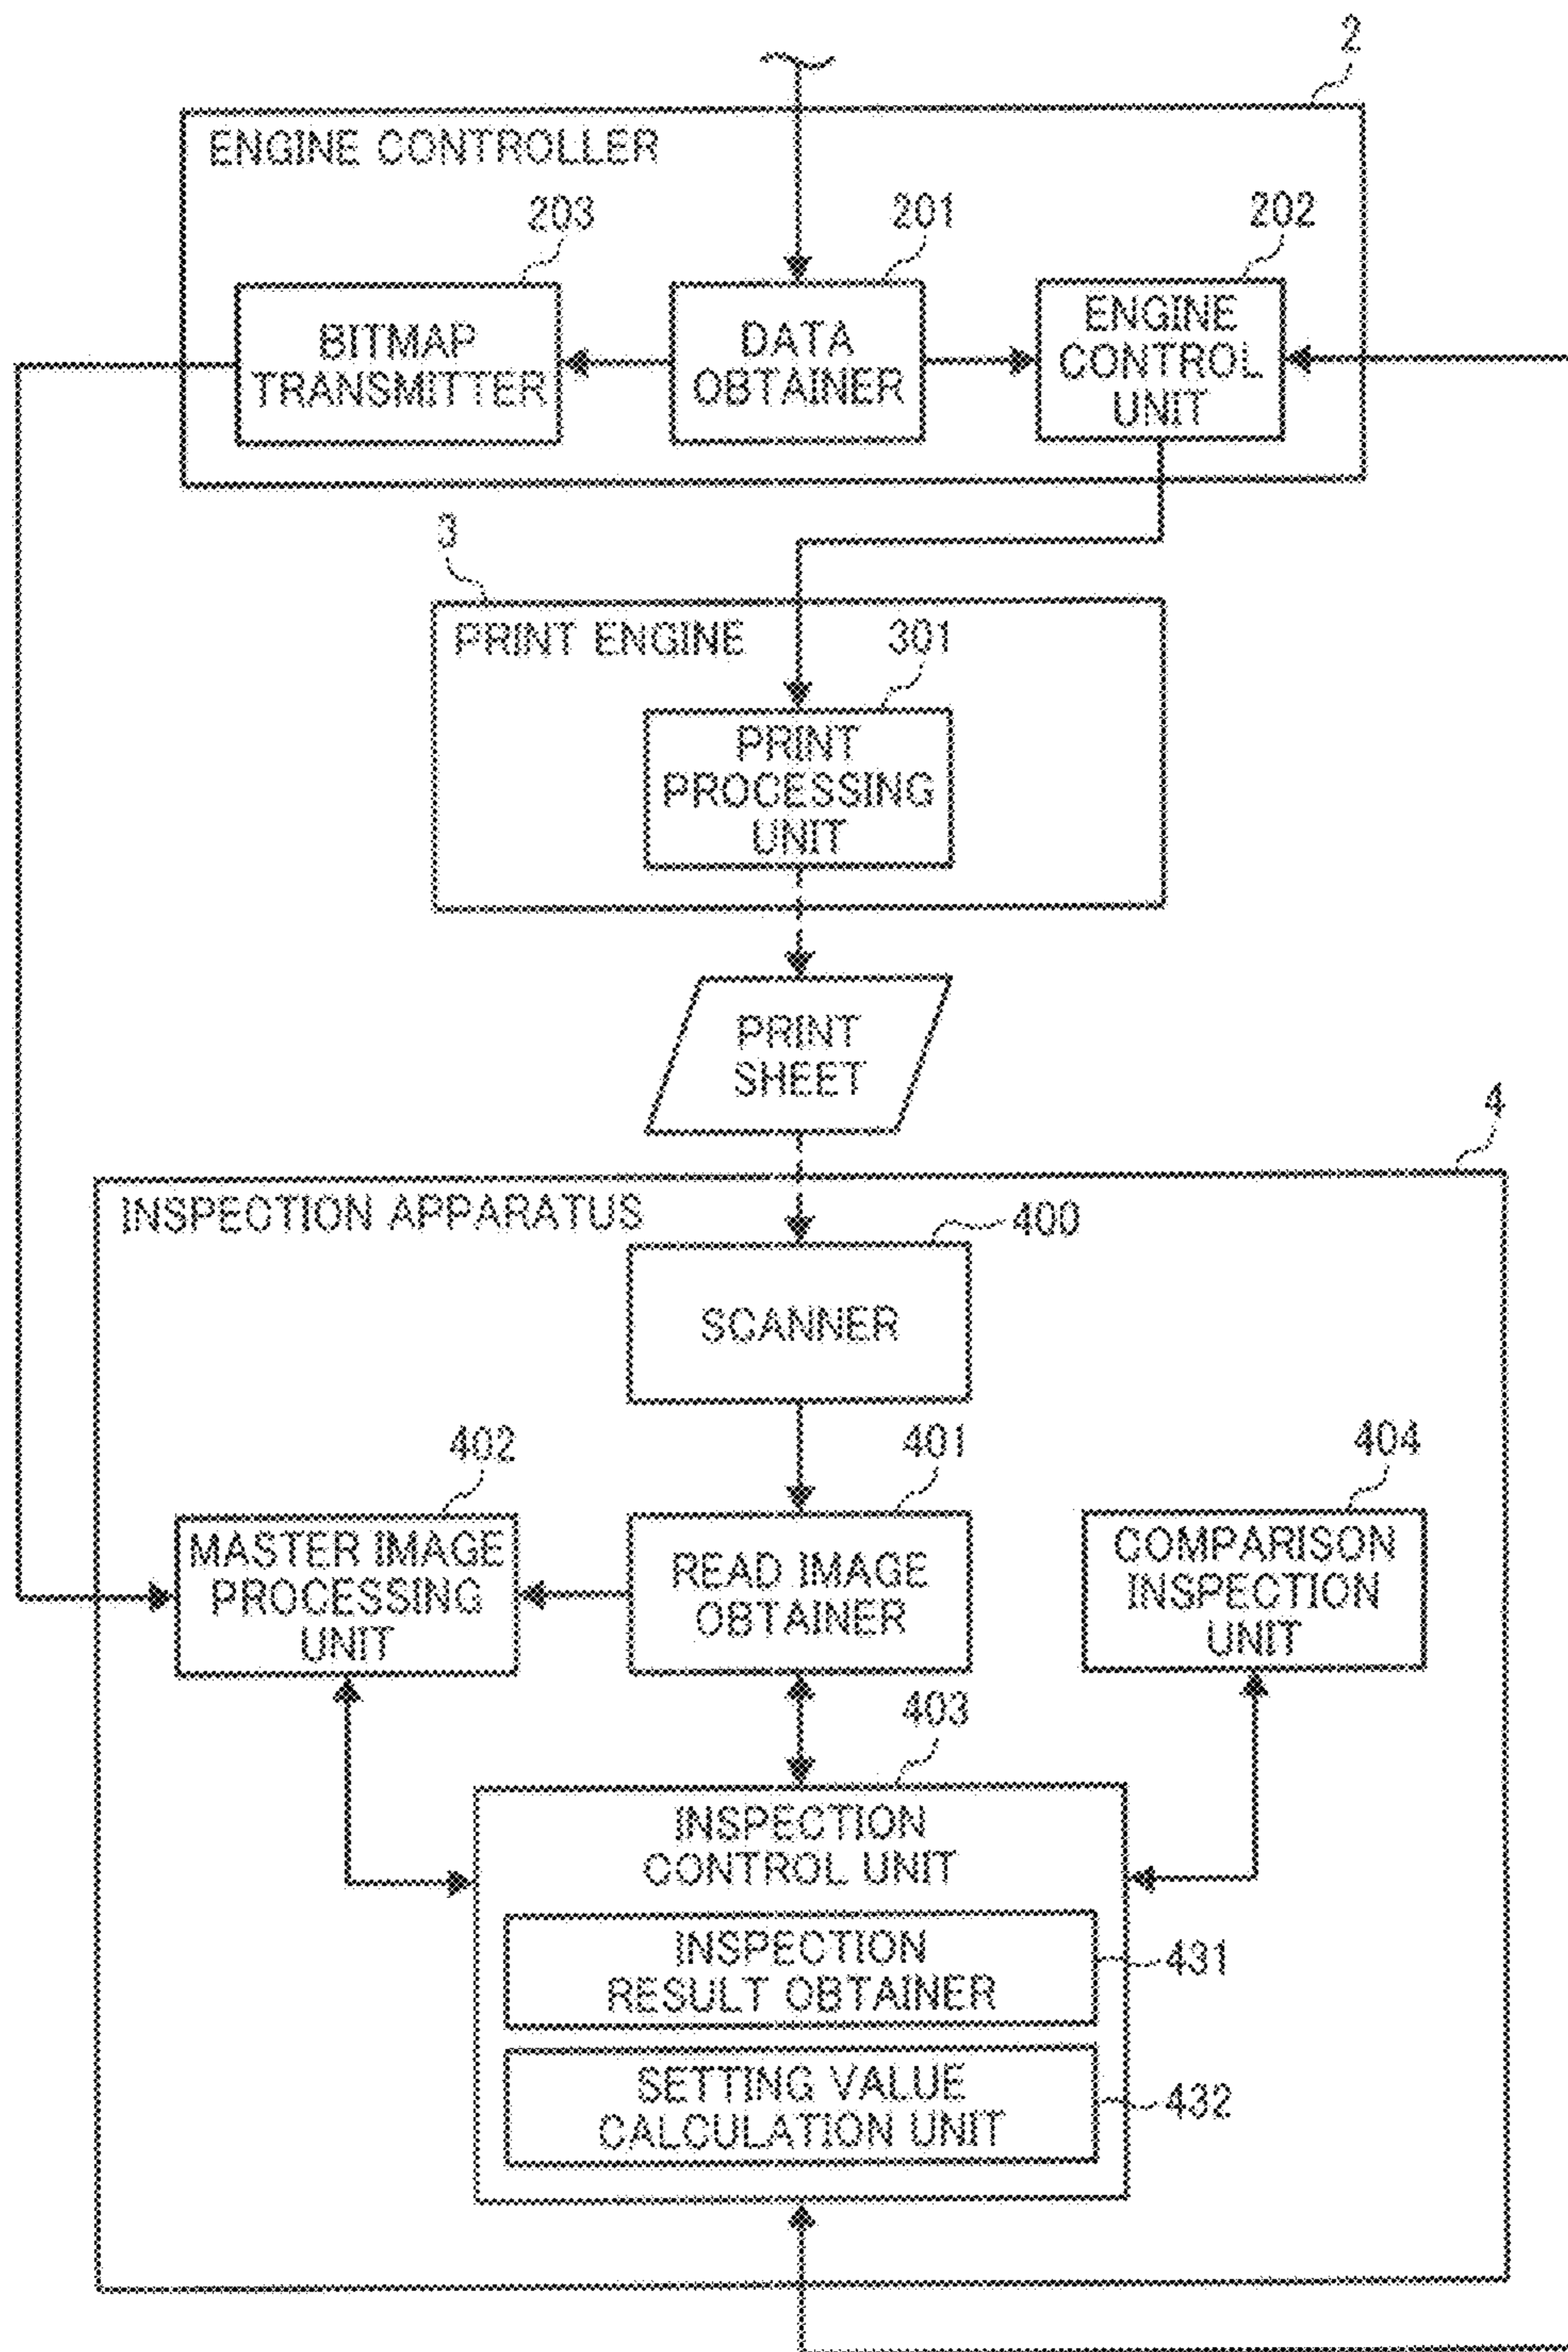 2
ENGINE CONTROLLER
203
201
202
BITMAP
TRANSMITTER
DATA
OBTAINER
ENGINE
CONTROL
UNIT
3
PRINT ENGINE
301
PRINT
PROCESSING
UNIT
PRINT
SHEET
4
INSPECTION APPARATUS
400
SCANNER
402
401
404
MASTER IMAGE
PROCESSING
UNIT
READ IMAGE
OBTAINER
COMPARISON
INSPECTION
UNIT
403
INSPECTION
CONTROL UNIT
INSPECTION
RESULT OBTAINER
431
SETTING VALUE
CALCULATION UNIT
432